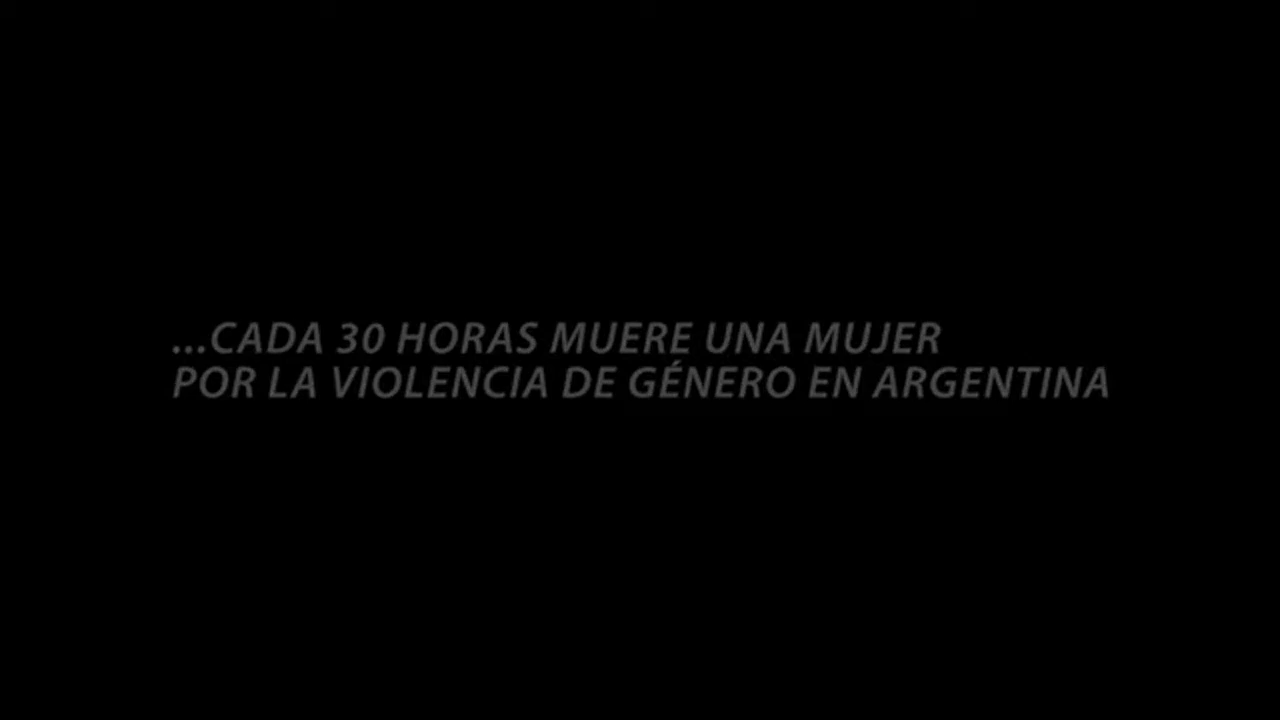 ...CADA 30 HORAS MUERE UNA MUJER
POR LA VIOLENCIA DE GÉNERO EN ARGENTINA